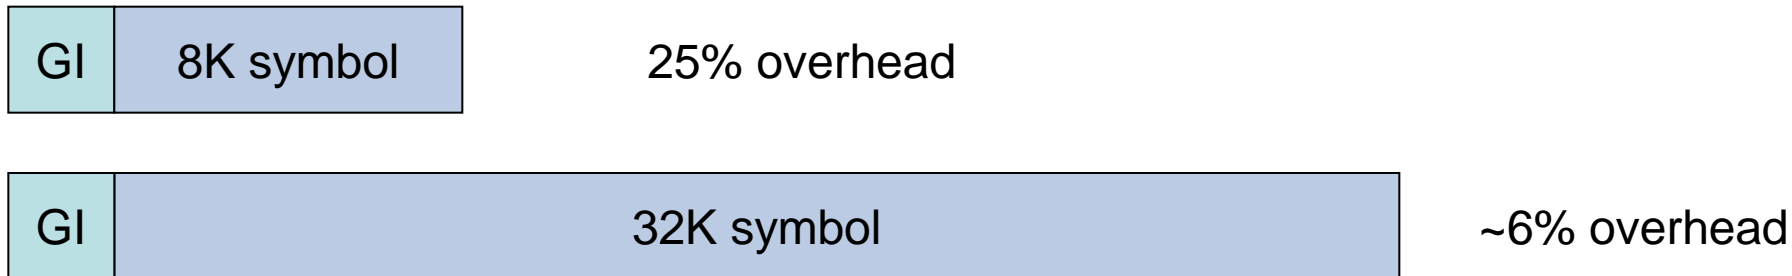 GI 8K symbol 25% overhead
GI 32K symbol ~6% overhead